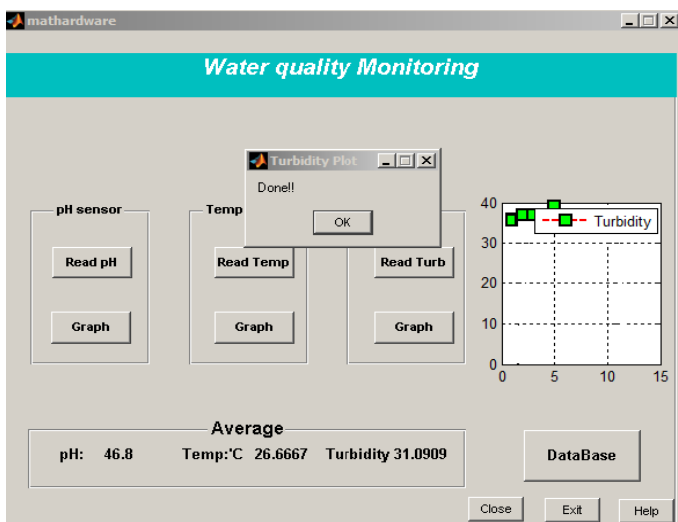 mathardware
Water quality Monitoring
Turbidity Plot
Done!!
OK
pH sensor
Temp
Read pH
Read Temp
Read Turb
Graph
Graph
Graph
40
30
20
10
0
0
5
10
15
Turbidity
Average
pH: 46.8 Temp:'C 26.6667 Turbidity 31.0909
DataBase
Close
Exit
Help